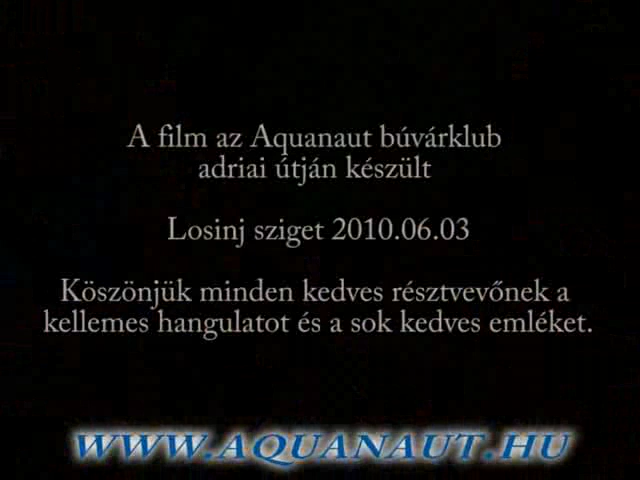 A film az Aquanaut búvárklub
adriai útján készült
Losinj sziget 2010.06.03
Köszönjük minden kedves résztvevőnek a
kellemes hangulatot és a sok kedves emléket.
WWW.AQUANAUT.HU